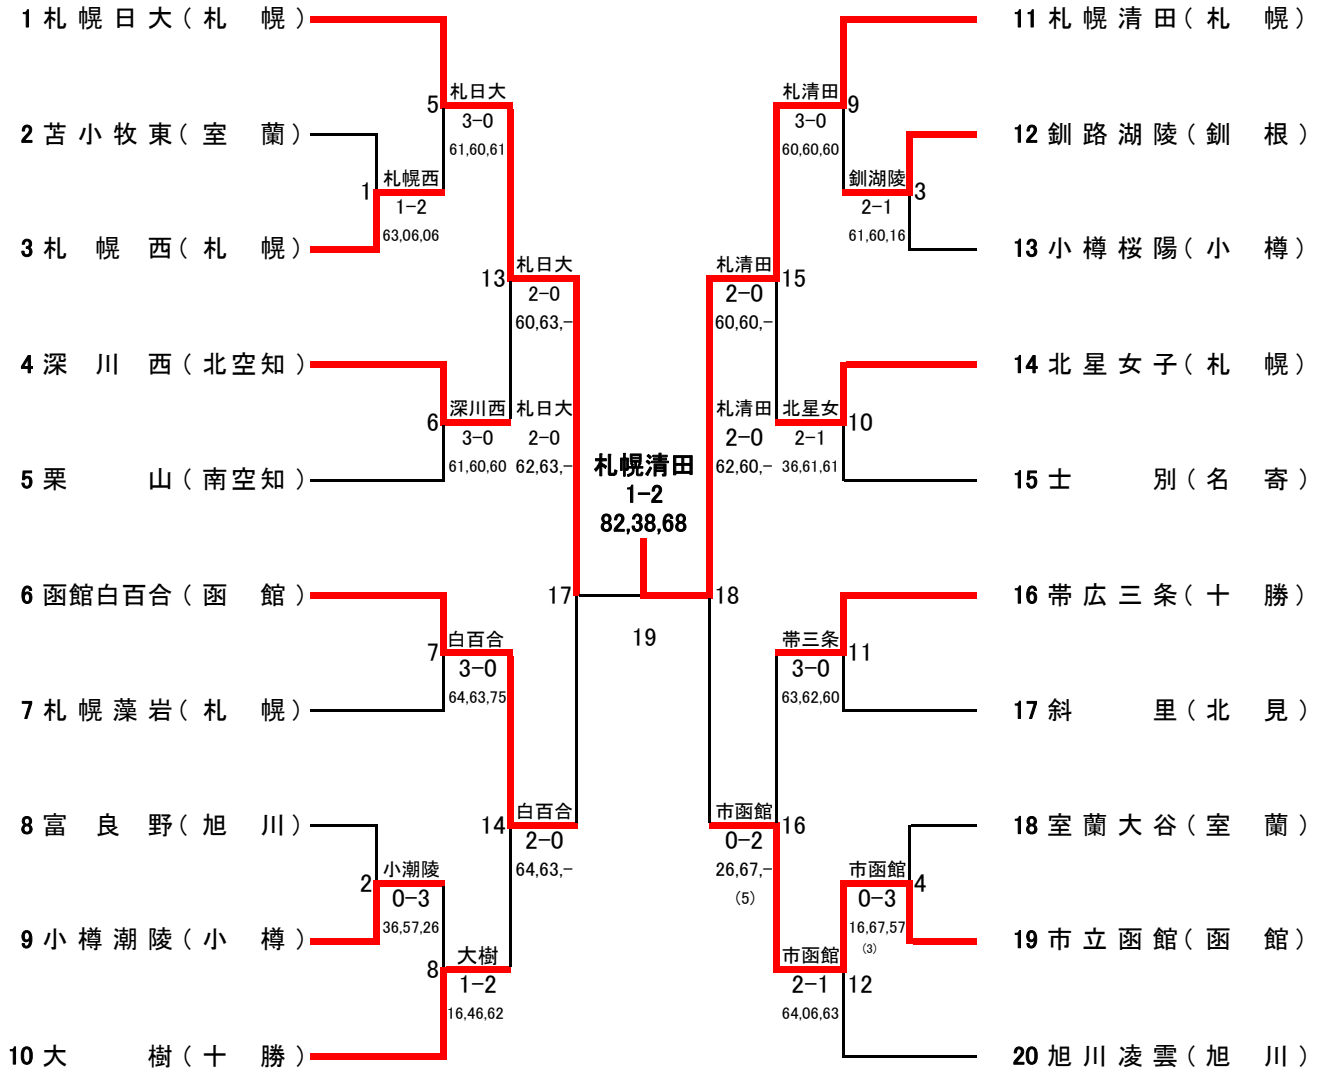 1 札幌日大(札 幌)
2 苫小牧東(室 蘭)
3 札 幌 西(札 幌)
4 深 川 西(北空知)
5 栗 山(南空知)
6 函館白百合(函 館)
7 札幌藻岩(札 幌)
8 富 良 野(旭 川)
9 小樽潮陵(小 樽)
10 大 樹(十 勝)
5
札日大
3-0
61,60,61
1
札幌西
1-2
63,06,06
13
札日大
2-0
60,63,-
6
深川西
3-0
61,60,60
札日大
2-0
62,63,-
17
7
白百合
3-0
64,63,75
14
白百合
2-0
64,63,-
2
小潮陵
0-3
36,57,26
8
大樹
1-2
16,46,62
札幌清田
1-2
82,38,68
19
札清田
3-0
60,60,60
9
釧湖陵
2-1
61,60,16
3
札清田
2-0
60,60,-
15
札清田
2-0
62,60,-
北星女
2-1
36,61,61
10
18
帯三条
3-0
63,62,60
11
市函館
0-2
26,67,-
(5)
16
市函館
0-3
16,67,57
(3)
4
市函館
2-1
64,06,63
12
11 札幌清田(札 幌)
12 釧路湖陵(釧 根)
13 小樽桜陽(小 樽)
14 北星女子(札 幌)
15 士 別(名 寄)
16 帯広三条(十 勝)
17 斜 里(北 見)
18 室蘭大谷(室 蘭)
19 市立函館(函 館)
20 旭川凌雲(旭 川)